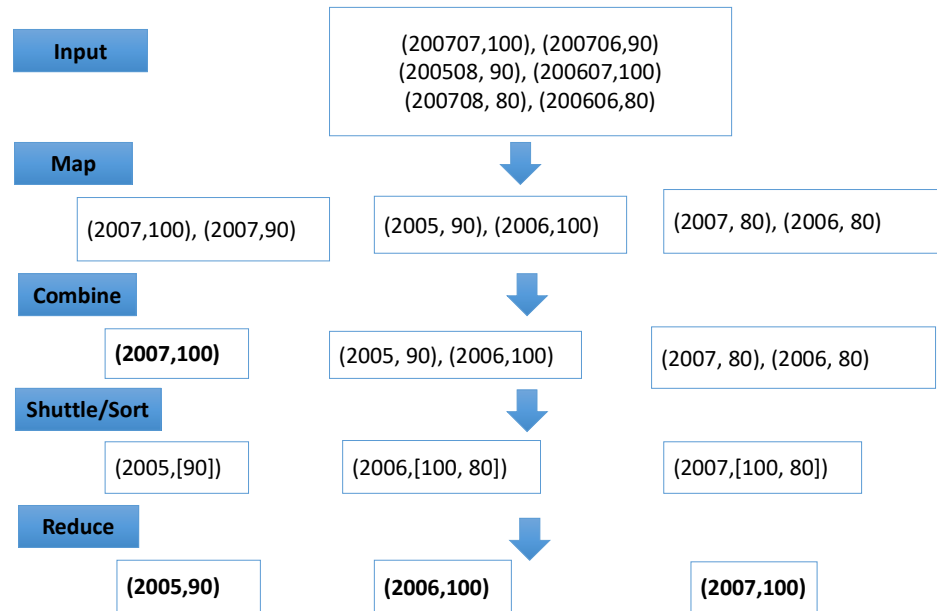 Input
(200707,100), (200706,90)
(200508, 90), (200607,100)
(200708, 80), (200606,80)
Map
(2007,100), (2007,90)
(2005, 90), (2006,100)
(2007, 80), (2006, 80)
Combine
(2007,100)
(2005, 90), (2006,100)
(2007, 80), (2006, 80)
Shuttle/Sort
(2005,[90])
(2006,[100, 80])
(2007,[100, 80])
Reduce
(2005,90)
(2006,100)
(2007,100)